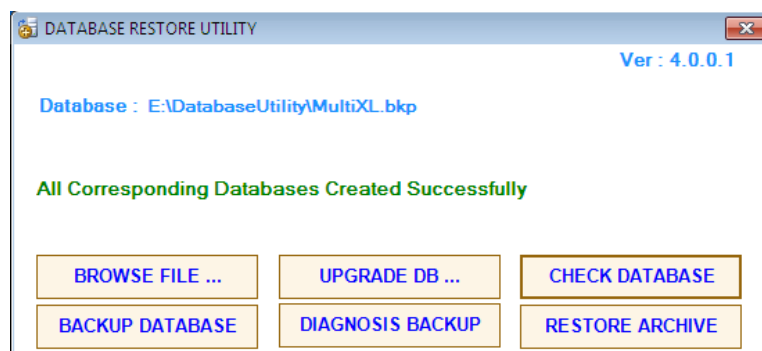 DATABASE RESTORE UTILITY
Ver : 4.0.0.1
Database : E:\DatabaseUtility\MultiXL.bkp
All Corresponding Databases Created Successfully
BROWSE FILE ... UPGRADE DB ... CHECK DATABASE
BACKUP DATABASE DIAGNOSIS BACKUP RESTORE ARCHIVE